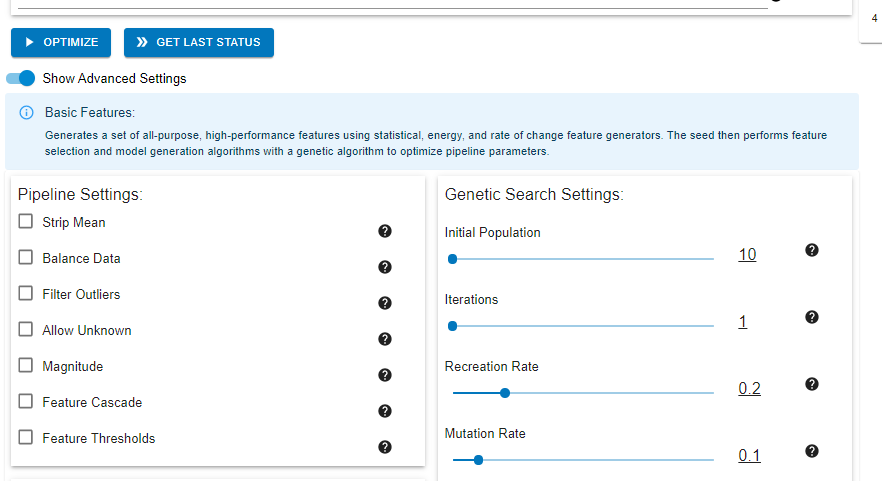 4
OPTIMIZE
GET LAST STATUS
Show Advanced Settings
Basic Features:
Generates a set of all-purpose, high-performance features using statistical, energy, and rate of change feature generators. The seed then performs feature
selection and model generation algorithms with a genetic algorithm to optimize pipeline parameters.
Pipeline Settings:
Strip Mean
Balance Data
Filter Outliers
Allow Unknown
Magnitude
Feature Cascade
Feature Thresholds
Genetic Search Settings:
Initial Population
10
Iterations
1
Recreation Rate
0.2
Mutation Rate
0.1